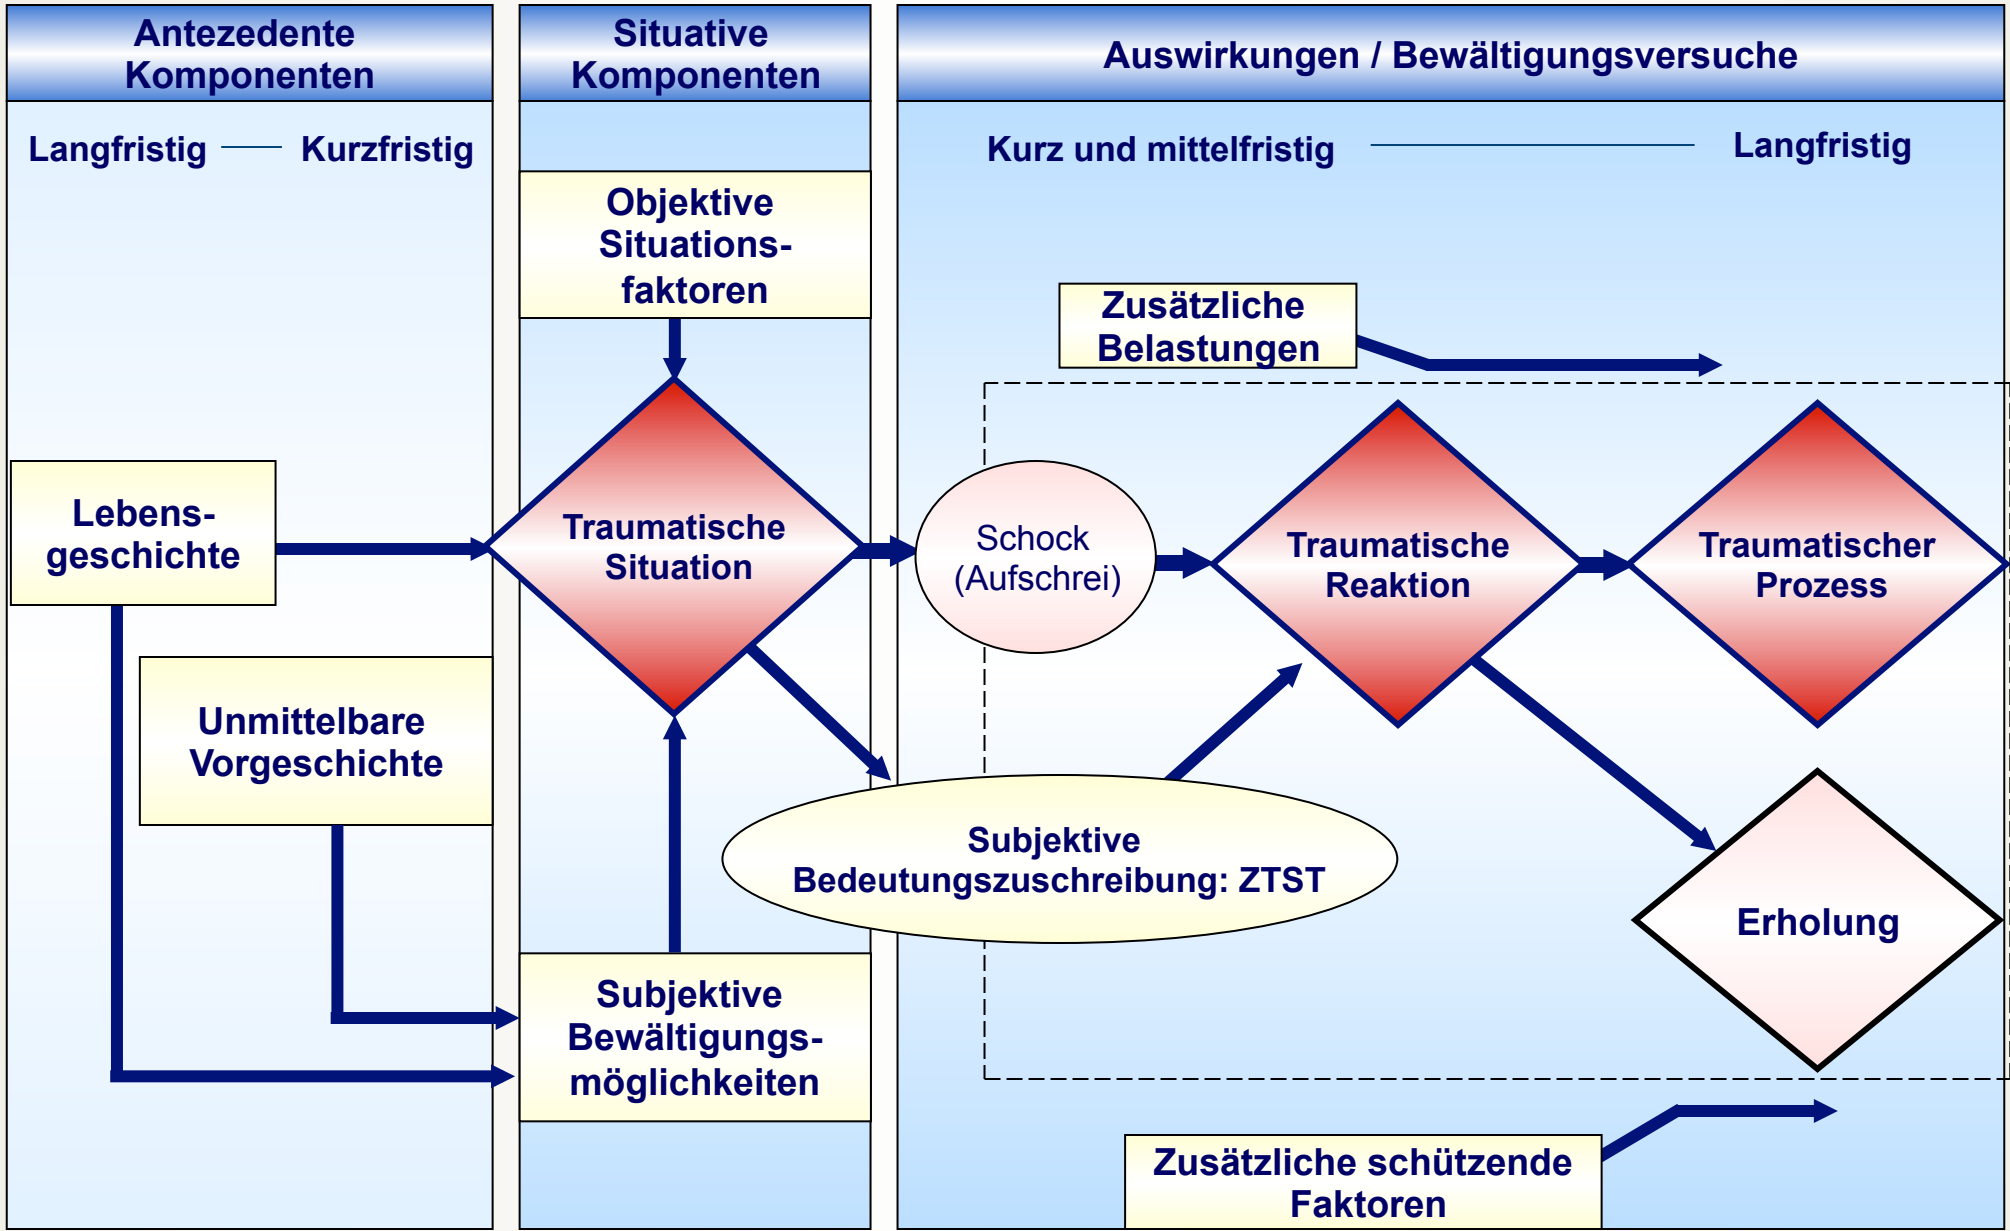 Antezedente
Komponenten
Situative
Komponenten
Auswirkungen / Bewältigungsversuche
Langfristig
Kurzfristig
Kurz und mittelfristig
Langfristig
Objektive
Situations-
faktoren
Zusätzliche
Belastungen
Lebens-
geschichte
Traumatische
Situation
Schock
(Aufschrei)
Traumatische
Reaktion
Traumatischer
Prozess
Unmittelbare
Vorgeschichte
Subjektive
Bedeutungszuschreibung: ZTST
Erholung
Subjektive
Bewältigungs-
möglichkeiten
Zusätzliche schützende
Faktoren